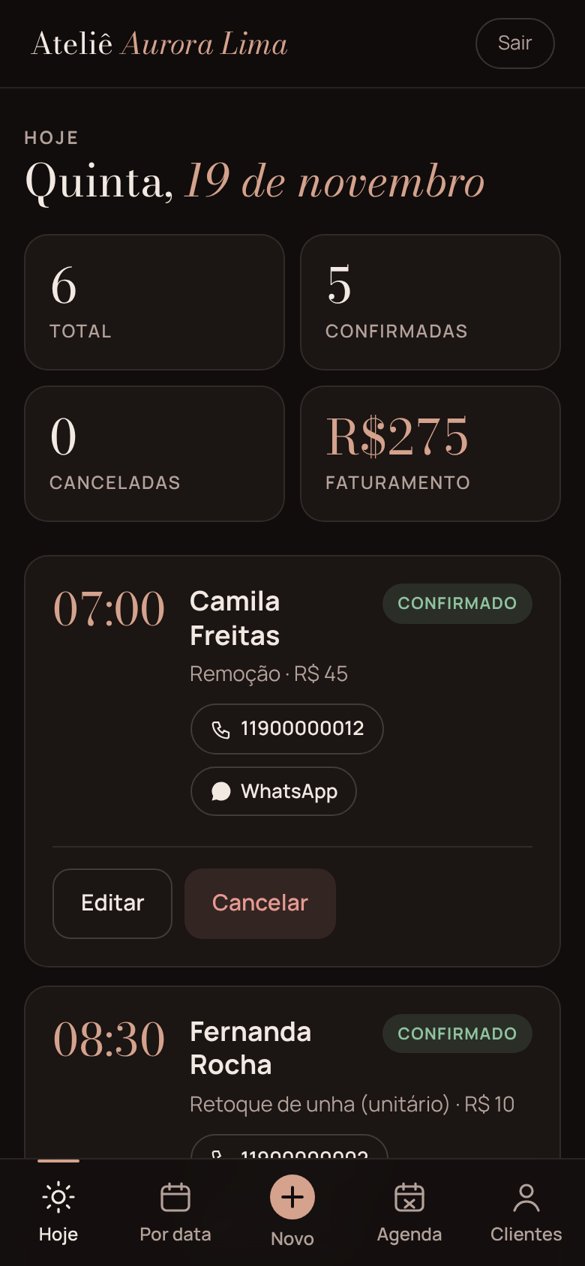 Ateliê Aurora Lima
Sair
HOJE
Quinta, 19 de novembro
6
TOTAL
5
CONFIRMADAS
0
CANCELADAS
R$275
FATURAMENTO
07:00
Camila
Freitas
CONFIRMADO
Remoção · R$ 45
11900000012
WhatsApp
Editar
Cancelar
08:30
Fernanda
Rocha
CONFIRMADO
Retoque de unha (unitário) · R$ 10
Hoje
Por data
Novo
Agenda
Clientes